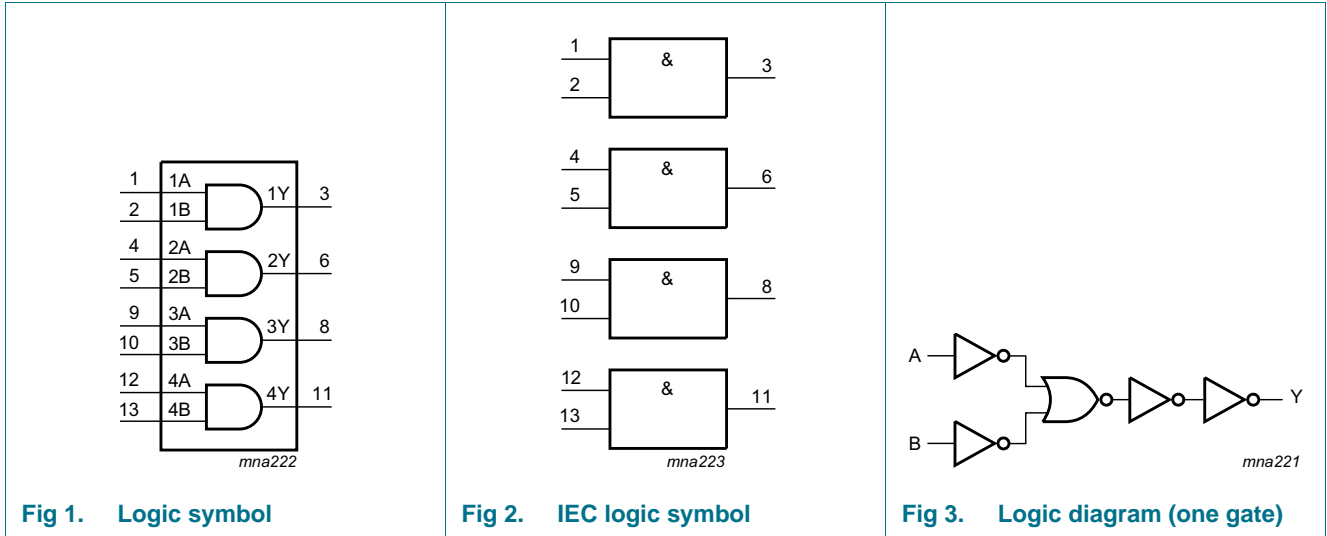 1 1A 1Y 3
2 1B
4 2A 2Y 6
5 2B
9 3A 3Y 8
10 3B
12 4A 4Y 11
13 4B
mna222
Fig 1. Logic symbol
1 & 3
2
4 & 6
5
9 & 8
10
12 & 11
13
mna223
Fig 2. IEC logic symbol
A
Y
B
mna221
Fig 3. Logic diagram (one gate)